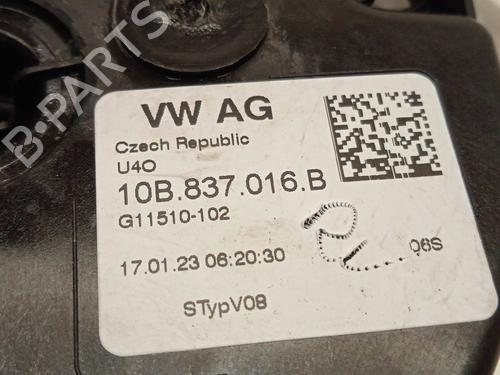 B-PARTS
VW AG
Czech Republic
U4O
10B.837.016.B
G11510-102
17.01.23 06:20:30
06S
STypV08